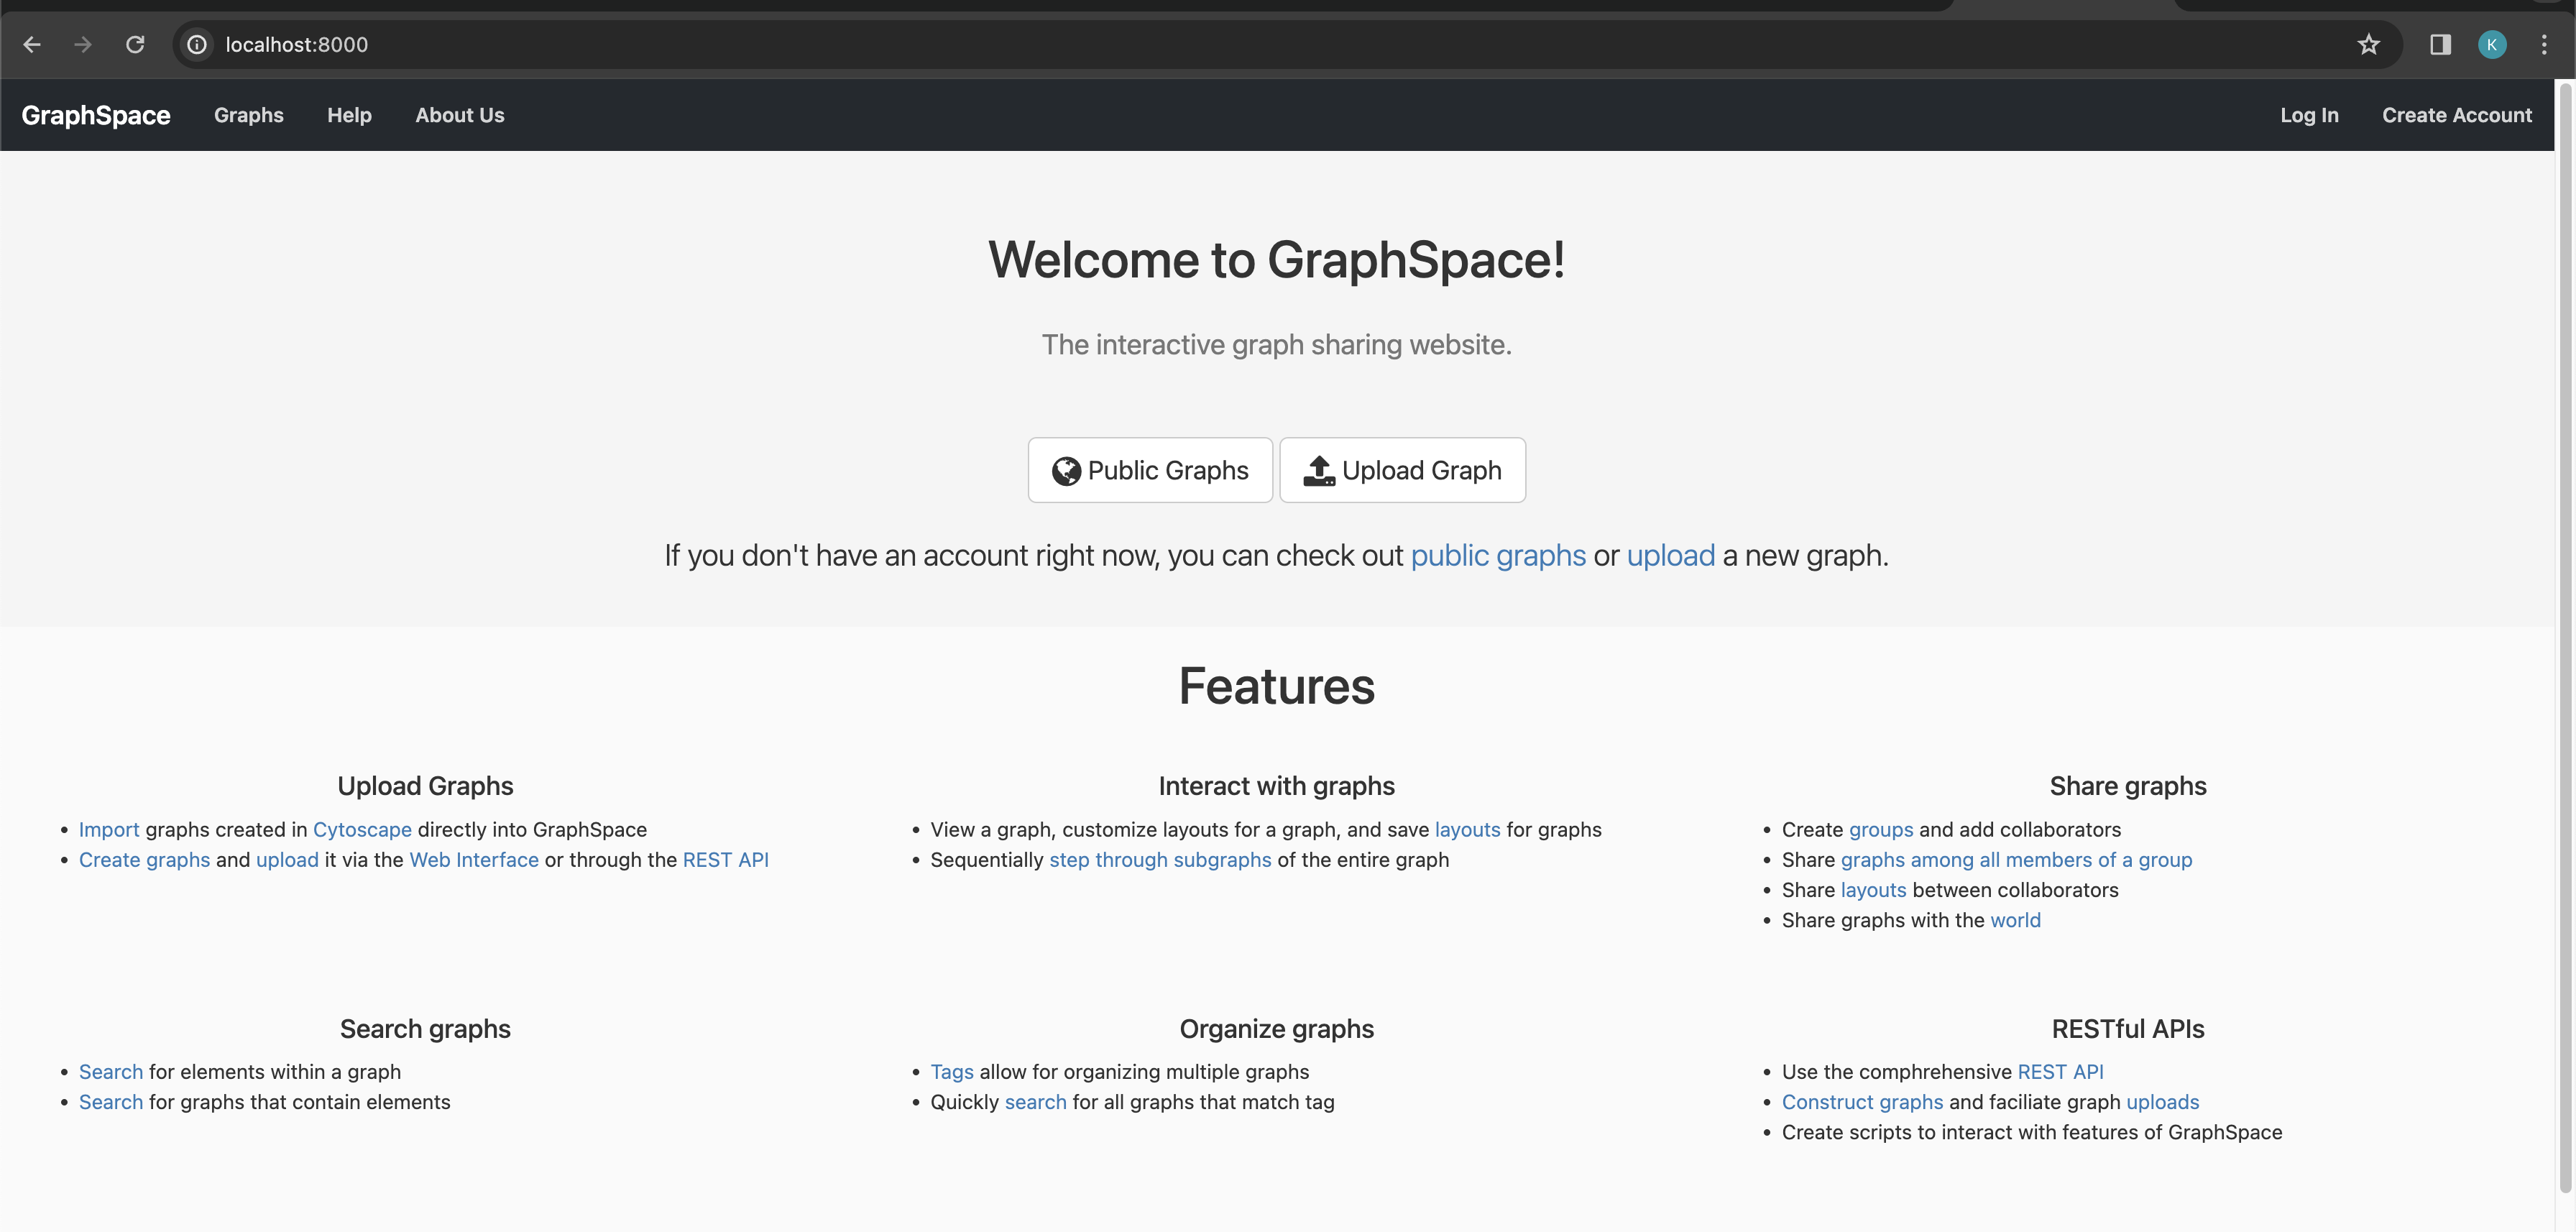 localhost:8000
K
GraphSpace Graphs Help About Us Log In Create Account
Welcome to GraphSpace!
The interactive graph sharing website.
Public Graphs Upload Graph
If you don't have an account right now, you can check out public graphs or upload a new graph.
Features
Upload Graphs
• Import graphs created in Cytoscape directly into GraphSpace
• Create graphs and upload it via the Web Interface or through the REST API
Interact with graphs
• View a graph, customize layouts for a graph, and save layouts for graphs
• Sequentially step through subgraphs of the entire graph
Share graphs
• Create groups and add collaborators
• Share graphs among all members of a group
• Share layouts between collaborators
• Share graphs with the world
Search graphs
• Search for elements within a graph
• Search for graphs that contain elements
Organize graphs
• Tags allow for organizing multiple graphs
• Quickly search for all graphs that match tag
RESTful APIs
• Use the comphrehensive REST API
• Construct graphs and faciliate graph uploads
• Create scripts to interact with features of GraphSpace